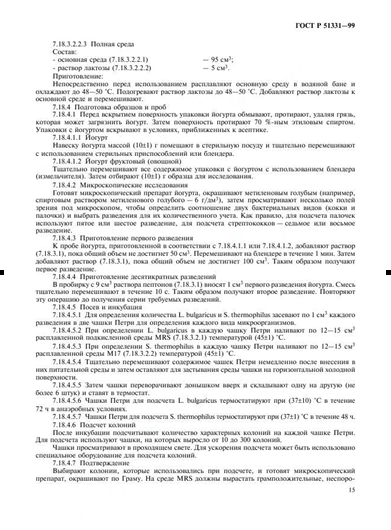 ГОСТ Р 51331—99
7.18.3.2.2.3 Полная среда
Состав:
- основная среда (7.18.3.2.2.1) — 95 см³;
- раствор лактозы (7.18.3.2.2.2) — 5 см³.
Приготовление:
Непосредственно перед использованием расплавляют основную среду в водяной бане и
охлаждают до 48—50 °С. Подогревают раствор лактозы до 48—50 °С. Добавляют раствор лактозы к
основной среде и перемешивают.
7.18.4 Подготовка образцов и проб
7.18.4.1 Перед вскрытием поверхность упаковки йогурта обмывают, протирают, удаляя грязь,
которая может загрязнить йогурт. Затем поверхность протирают 70 %-ным этиловым спиртом.
Упаковки с йогуртом вскрывают в условиях, приближенных к асептике.
7.18.4.1.1 Йогурт
Навеску йогурта массой (10±1) г помещают в стерильную посуду и тщательно перемешивают
с использованием стерильных приспособлений или блендера.
7.18.4.1.2 Йогурт фруктовый (овощной)
Тщательно перемешивают все содержимое упаковки с йогуртом с использованием блендера
(измельчителя). Затем отбирают (10±1) г образца для исследования.
7.18.4.2 Микроскопические исследования
Готовят микроскопический препарат йогурта, окрашивают метиленовым голубым (например,
спиртовым раствором метиленового голубого — 6 г/дм³), затем просматривают несколько полей
зрения под микроскопом, чтобы определить соотношение двух бактериальных видов (кокки и
палочки) и выбрать разведения для их количественного учета. Как правило, для подсчета палочек
используют пятое или шестое разведение, для подсчета стрептококков — седьмое или восьмое
разведение.
7.18.4.3 Приготовление первого разведения
К пробе йогурта, приготовленной в соответствии с 7.18.4.1.1 или 7.18.4.1.2, добавляют раствор
(7.18.3.1), пока общий объем не достигнет 50 см³. Перемешивают на блендере в течение 1 мин. Затем
добавляют раствор (7.18.3.1), пока общий объем не достигнет 100 см³. Таким образом получают
первое разведение.
7.18.4.4 Приготовление десятикратных разведений
В пробирку с 9 см³ раствора пептонов (7.18.3.1) вносят 1 см³ первого разведения йогурта. Смесь
тщательно перемешивают в течение 10 с. Таким образом получают второе разведение. Повторяют
эту операцию до получения серии требуемых разведений.
7.18.4.5 Посев и инкубация
7.18.4.5.1 Для определения количества L. bulgaricus и S. thermophilus засевают по 1 см³ каждого
разведения в две чашки Петри для определения каждого вида микроорганизмов.
7.18.4.5.2 При определении L. bulgaricus в каждую чашку Петри наливают по 12—15 см³
расплавленной подкисленной среды MRS (7.18.3.2.1) температурой (45±1) °С.
7.18.4.5.3 При определении S. thermophilus в каждую чашку Петри наливают по 12—15 см³
расплавленной среды М17 (7.18.3.2.2) температурой (45±1) °С.
7.18.4.5.4 Тщательно перемешивают содержимое чашек Петри немедленно после внесения в
них питательной среды и затем оставляют для застывания среды чашки на горизонтальной холодной
поверхности.
7.18.4.5.5 Затем чашки переворачивают донышком вверх и складывают одну на другую (не
более 6 штук) и ставят в термостат.
7.18.4.5.6 Чашки Петри для подсчета L. bulgaricus термостатируют при (37±10) °С в течение
72 ч в анаэробных условиях.
7.18.4.5.7 Чашки Петри для подсчета S. thermophilus термостатируют при (37±1) °С в течение 48 ч.
7.18.4.6 Подсчет колоний
После инкубации подсчитывают количество характерных колоний на каждой чашке Петри.
Для подсчета используют чашки, на которых выросло от 10 до 300 колоний.
Чашки просматривают в проходящем свете. Для ускорения подсчета может быть использовано
специальное оборудование для подсчета колоний.
7.18.4.7 Подтверждение
Выбирают колонии, которые использовались при подсчете, и готовят микроскопический
препарат, окрашивают по Граму. На среде MRS должны вырастать грамположительные, неспоро-
15